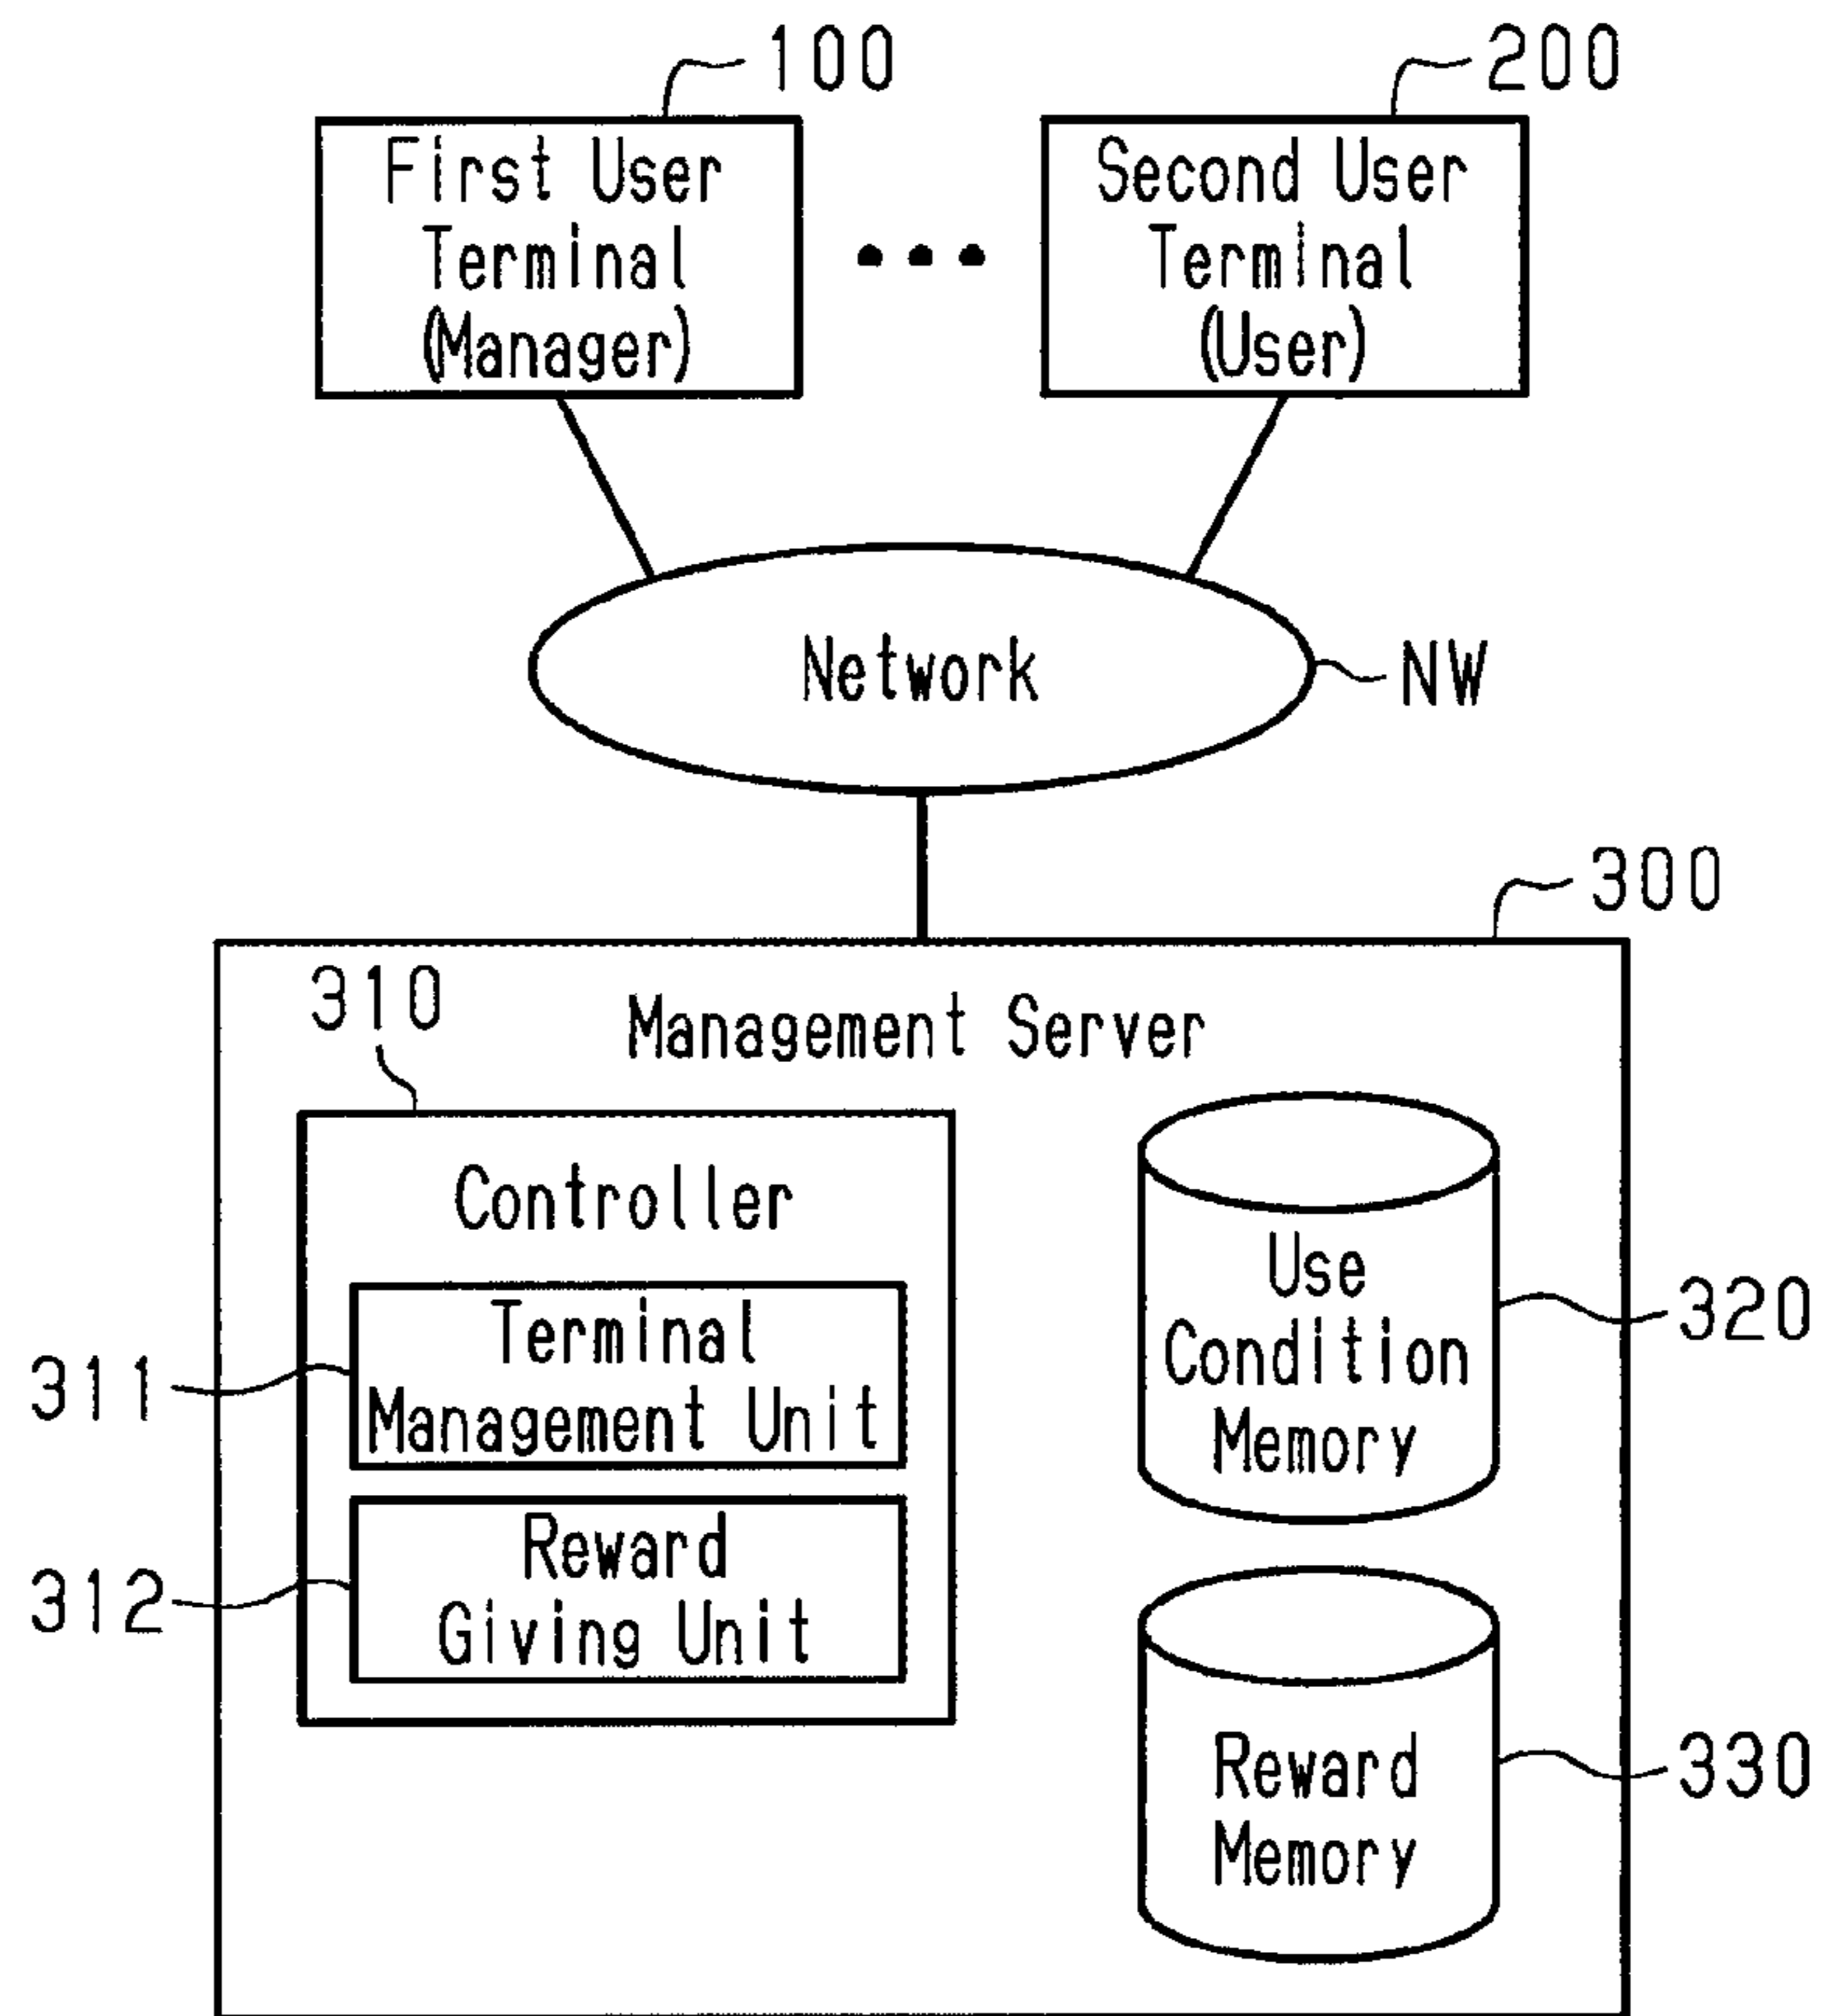 100
200
First User
Terminal
(Manager)
Second User
Terminal
(User)
Network
NW
300
310
Management Server
Controller
Terminal
Management Unit
311
Reward
Giving Unit
312
Use
Condition
Memory
320
Reward
Memory
330